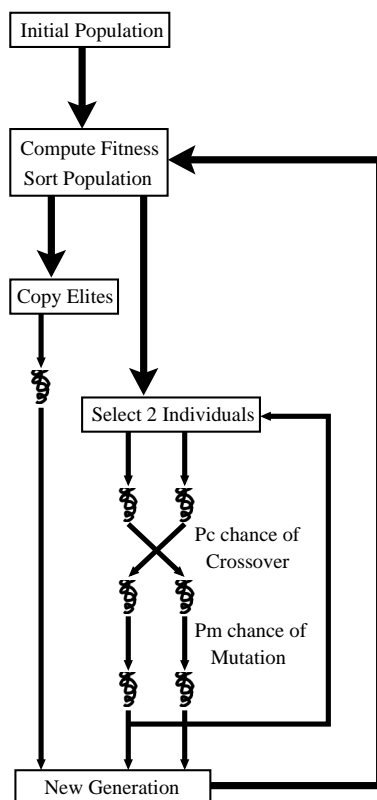 Initial Population
Compute Fitness
Sort Population
Copy Elites
Select 2 Individuals
Pc chance of
Crossover
Pm chance of
Mutation
New Generation